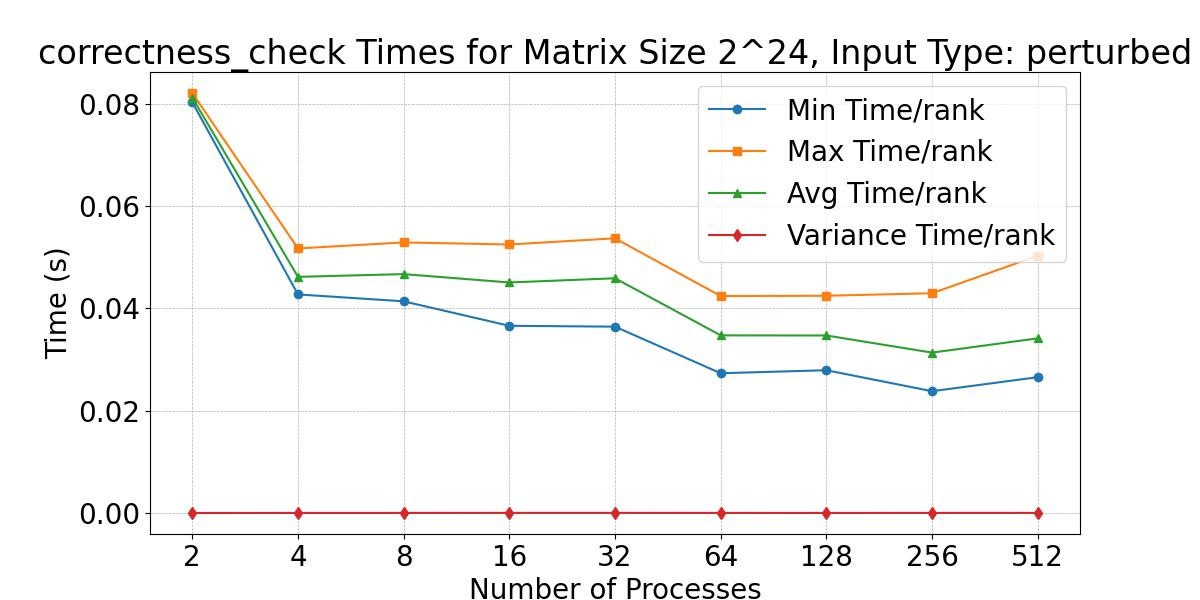 correctness_check Times for Matrix Size 2^24, Input Type: perturbed
Min Time/rank
Max Time/rank
Avg Time/rank
Variance Time/rank
Time (s)
0.08
0.06
0.04
0.02
0.00
2 4 8 16 32 64 128 256 512
Number of Processes